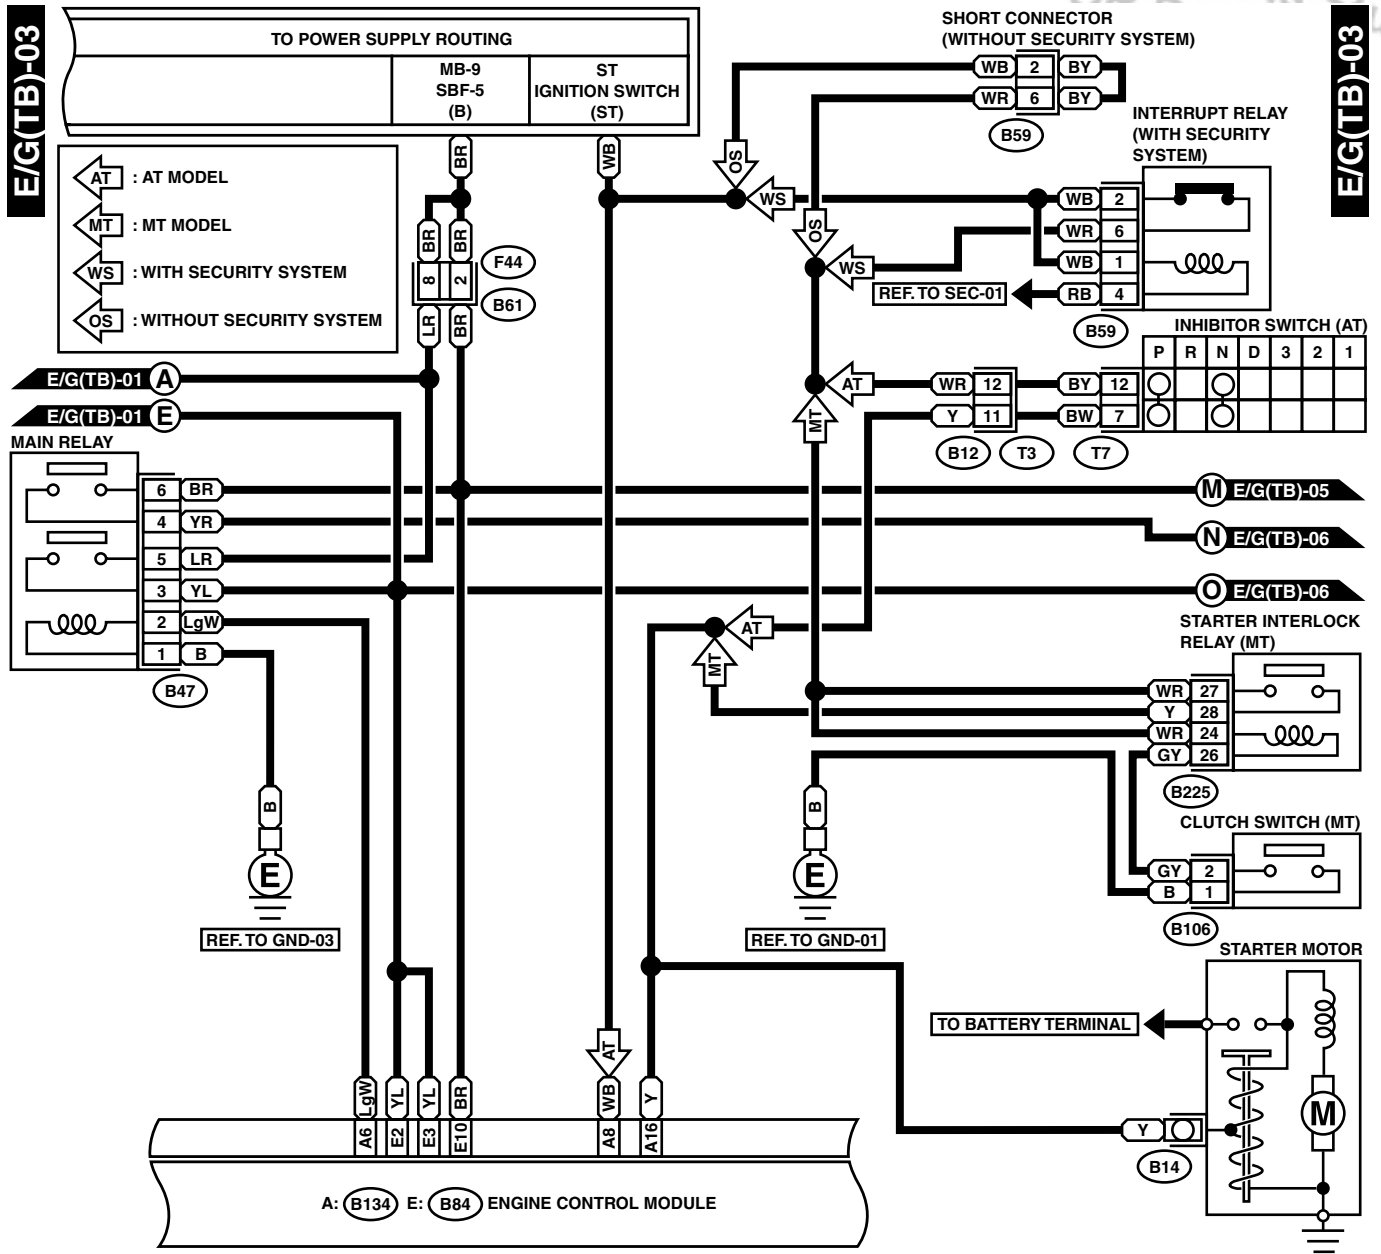 E/G(TB)-03
TO POWER SUPPLY ROUTING
MB-9
SBF-5
(B)
ST
IGNITION SWITCH
(ST)
SHORT CONNECTOR
(WITHOUT SECURITY SYSTEM)
E/G(TB)-03
WB 2 BY
WR 6 BY
B59
INTERRUPT RELAY
(WITH SECURITY
SYSTEM)
AT : AT MODEL
MT : MT MODEL
WS : WITH SECURITY SYSTEM
OS : WITHOUT SECURITY SYSTEM
BR
WB
OS
WS
BR BR
8 2
LR BR
F44
B61
OS
WS
WB 2
WR 6
WB 1
RB 4
REF. TO SEC-01
B59
INHIBITOR SWITCH (AT)
P R N D 3 2 1
AT
WR 12
BY 12
Y 11
BW 7
MT
B12
T3
T7
E/G(TB)-01 A
E/G(TB)-01 E
MAIN RELAY
6 BR
4 YR
5 LR
3 YL
2 LgW
1 B
B47
M E/G(TB)-05
N E/G(TB)-06
O E/G(TB)-06
STARTER INTERLOCK
RELAY (MT)
AT
MT
WR 27
Y 28
WR 24
GY 26
B225
B
E
REF. TO GND-03
B
E
REF. TO GND-01
CLUTCH SWITCH (MT)
GY 2
B 1
B106
STARTER MOTOR
TO BATTERY TERMINAL
M
Y
B14
AT
LgW YL YL BR WB Y
A6 E2 E3 E10 A8 A16
A: B134 E: B84 ENGINE CONTROL MODULE